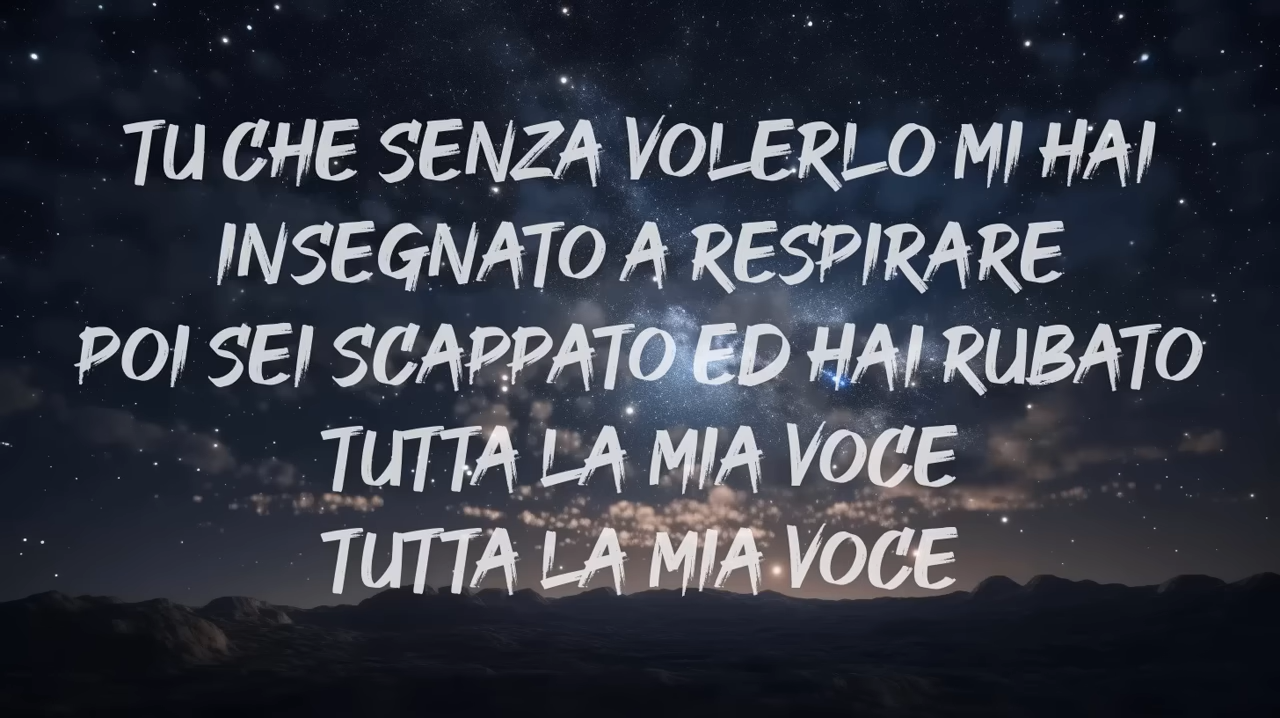 TU CHE SENZA VOLERLO MI HAI
INSEGNATO A RESPIRARE
POI SEI SCAPPATO ED HAI RUBATO
TUTTA LA MIA VOCE
TUTTA LA MIA VOCE